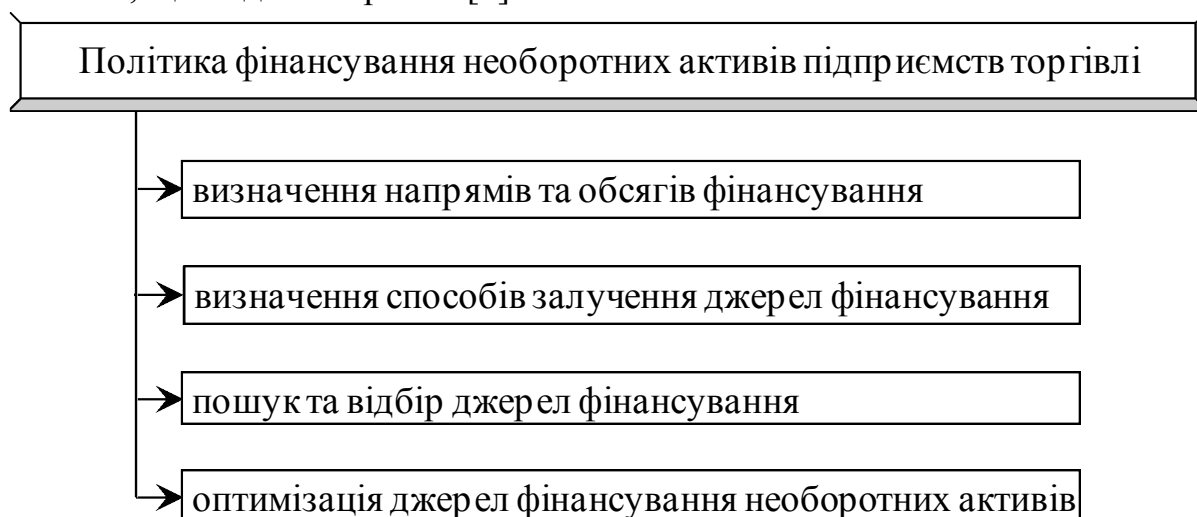 Політика фінансування необоротних активів підприємств торгівлі
визначення напрямів та обсягів фінансування
визначення способів залучення джерел фінансування
пошук та відбір джерел фінансування
оптимізація джерел фінансування необоротних активів